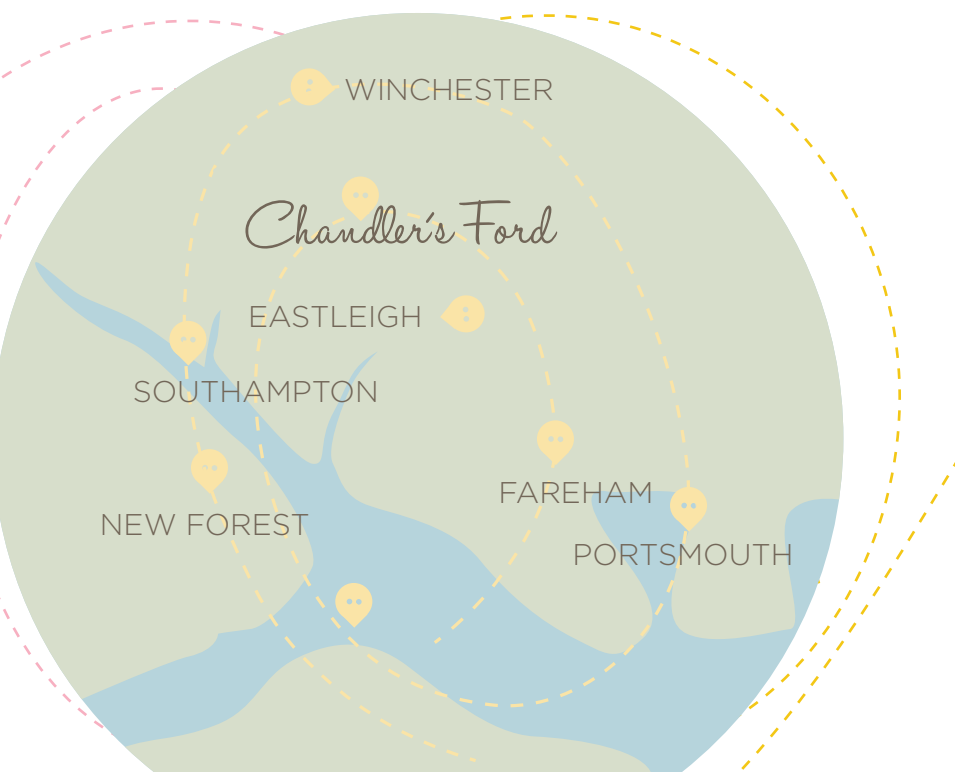 WINCHESTER
Chandler's Ford
EASTLEIGH
SOUTHAMPTON
FAREHAM
NEW FOREST
PORTSMOUTH